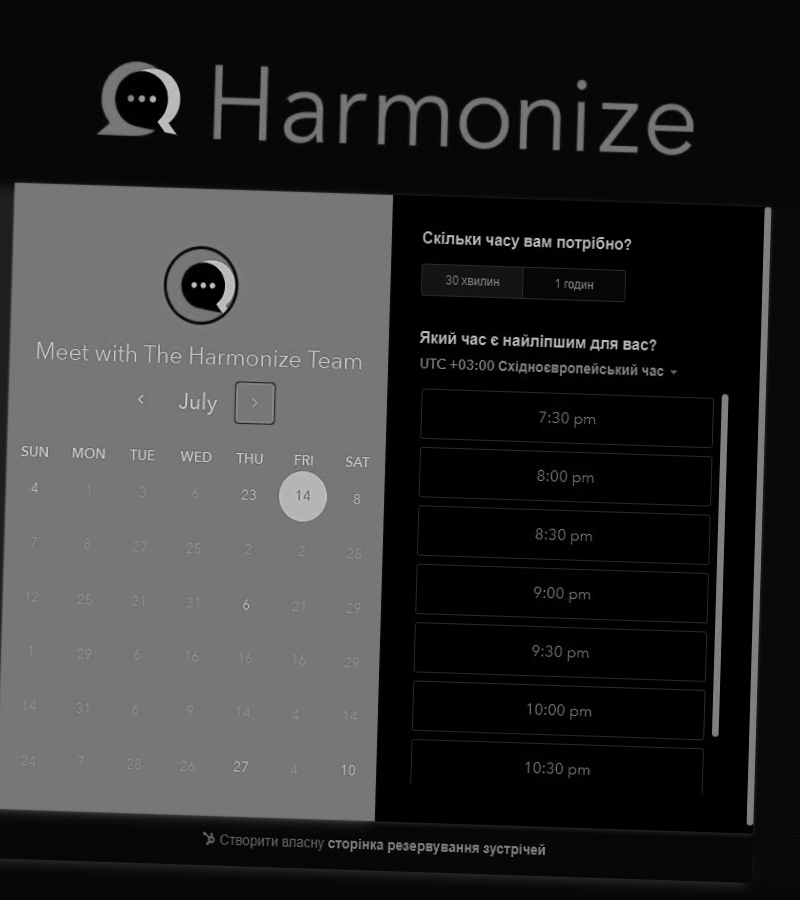 Harmonize
Meet with The Harmonize Team
July
SUN MON TUE WED THU FRI SAT
4 1 3 6 23 14 8
7 8 27 25 2 2 28
12 25 21 31 6 21 29
1 29 6 16 16 16 29
14 31 6 9 14 4 14
24 7 28 26 27 4 10
Скільки часу вам потрібно?
30 хвилин 1 годин
Який час є найліпшим для вас?
UTC +03:00 Східноєвропейський час
7:30 pm
8:00 pm
8:30 pm
9:00 pm
9:30 pm
10:00 pm
10:30 pm
Створити власну сторінка резервування зустрічей